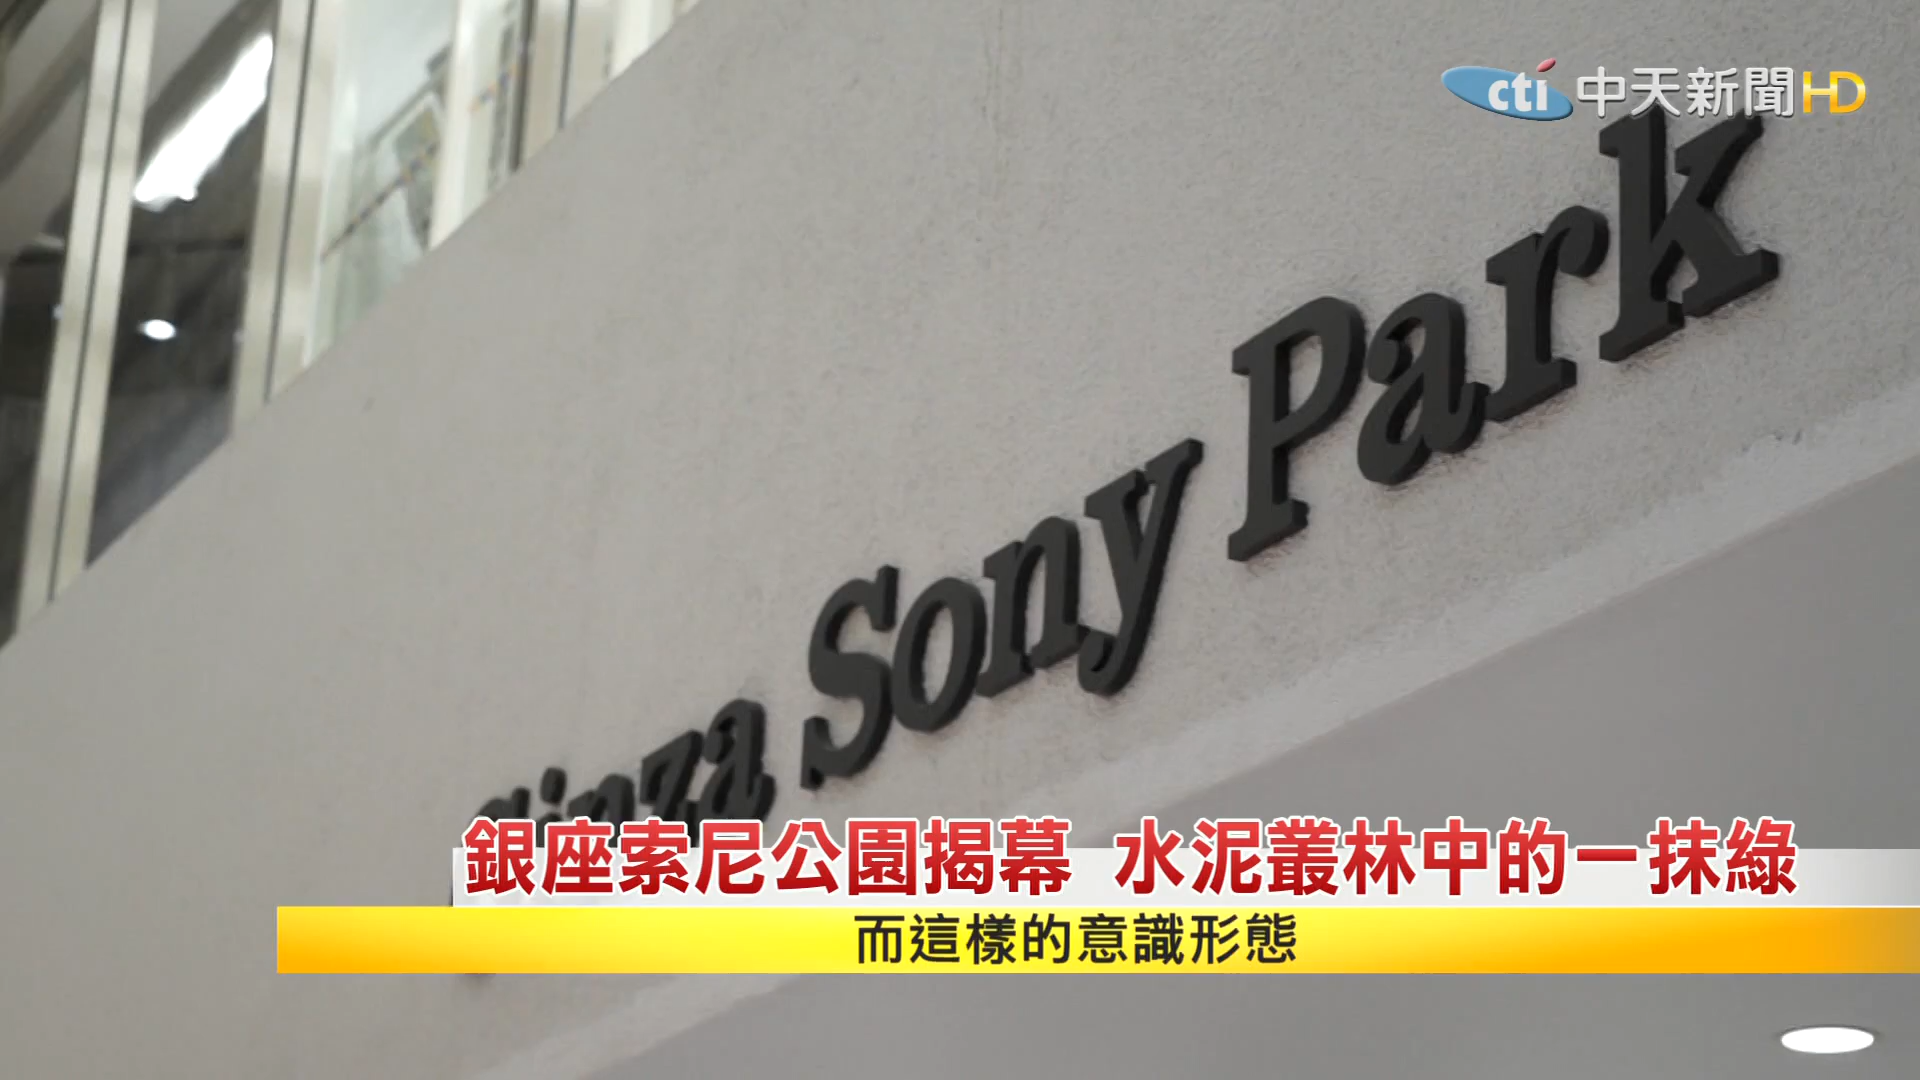 cti 中天新聞HD
Ginza Sony Park
銀座索尼公園揭幕 水泥叢林中的一抹綠
而這樣的意識形態